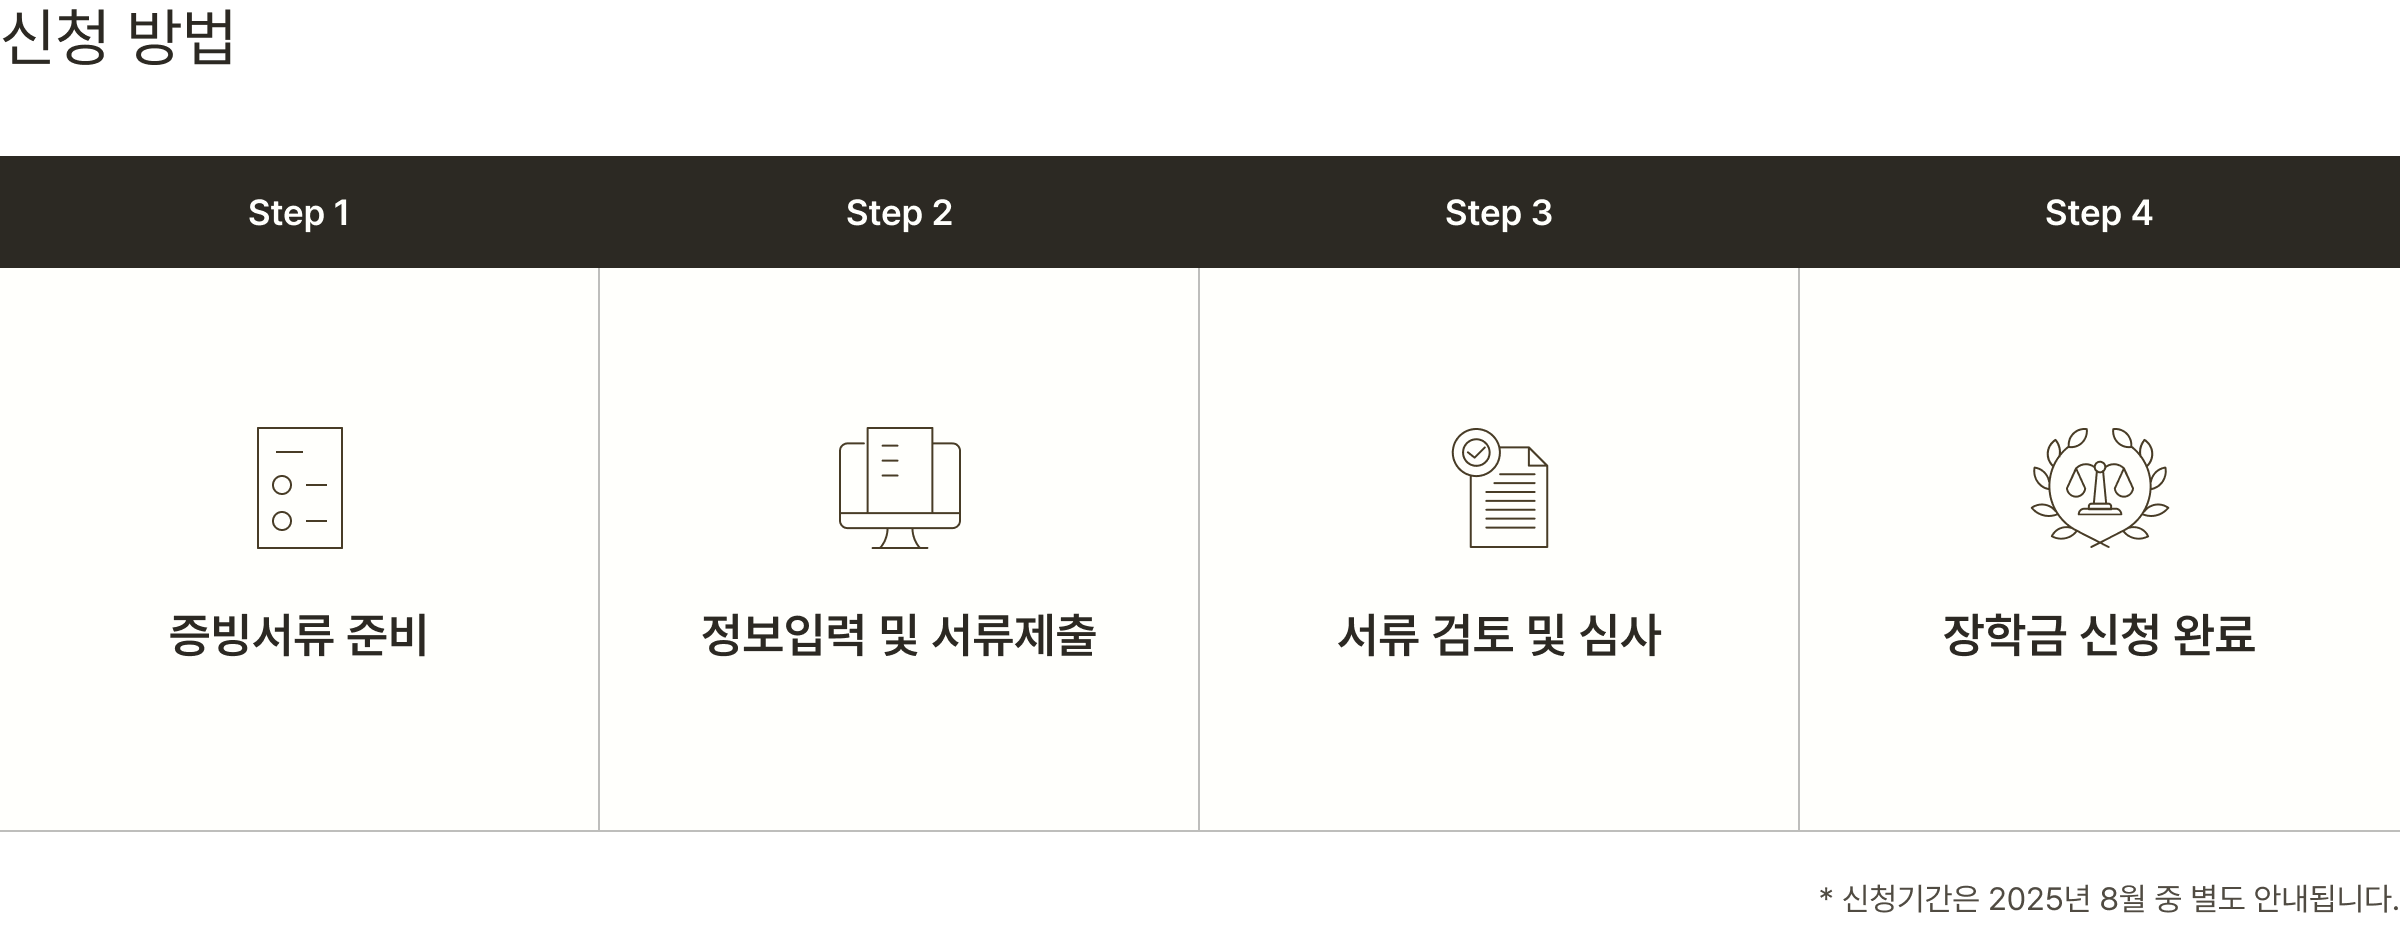 신청 방법
Step 1
Step 2
Step 3
Step 4
증빙서류 준비
정보입력 및 서류제출
서류 검토 및 심사
장학금 신청 완료
* 신청기간은 2025년 8월 중 별도 안내됩니다.